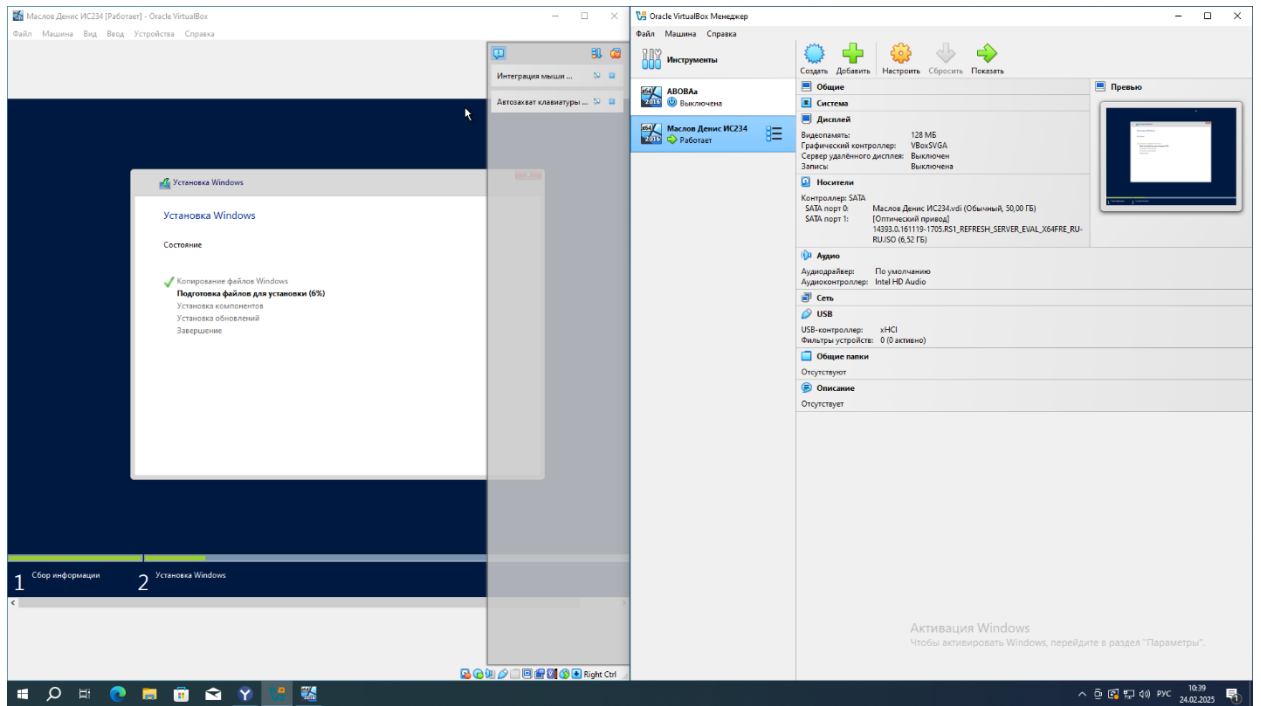 Маслов Денис ИС234 [Работает] - Oracle VirtualBox
Файл Машина Вид Ввод Устройства Справка
Интеграция мыши ...
Автозахват клавиатуры ...
Установка Windows
Установка Windows
Состояние
Копирование файлов Windows
Подготовка файлов для установки (6%)
Установка компонентов
Установка обновлений
Завершение
1 Сбор информации
2 Установка Windows
Right Ctrl
Oracle VirtualBox Менеджер
Файл Машина Справка
Инструменты
Создать Добавить Настроить Сбросить Показать
ABOBAa
Выключена
Маслов Денис ИС234
Работает
Общие
Система
Дисплей
Видеопамять: 128 МБ
Графический контроллер: VBoxSVGA
Сервер удалённого дисплея: Выключен
Запись: Выключена
Носители
Контроллер: SATA
SATA порт 0: Маслов Денис ИС234.vdi (Обычный, 50,00 ГБ)
SATA порт 1: [Оптический привод]
14393.0.161119-1705.RS1_REFRESH_SERVER_EVAL_X64FRE_RU-
RU.ISO (6,52 ГБ)
Аудио
Аудиодрайвер: По умолчанию
Аудиоконтроллер: Intel HD Audio
Сеть
USB
USB-контроллер: xHCI
Фильтры устройств: 0 (0 активно)
Общие папки
Отсутствуют
Описание
Отсутствует
Превью
Активация Windows
Чтобы активировать Windows, перейдите в раздел "Параметры".
РУС
10:39
24.02.2025